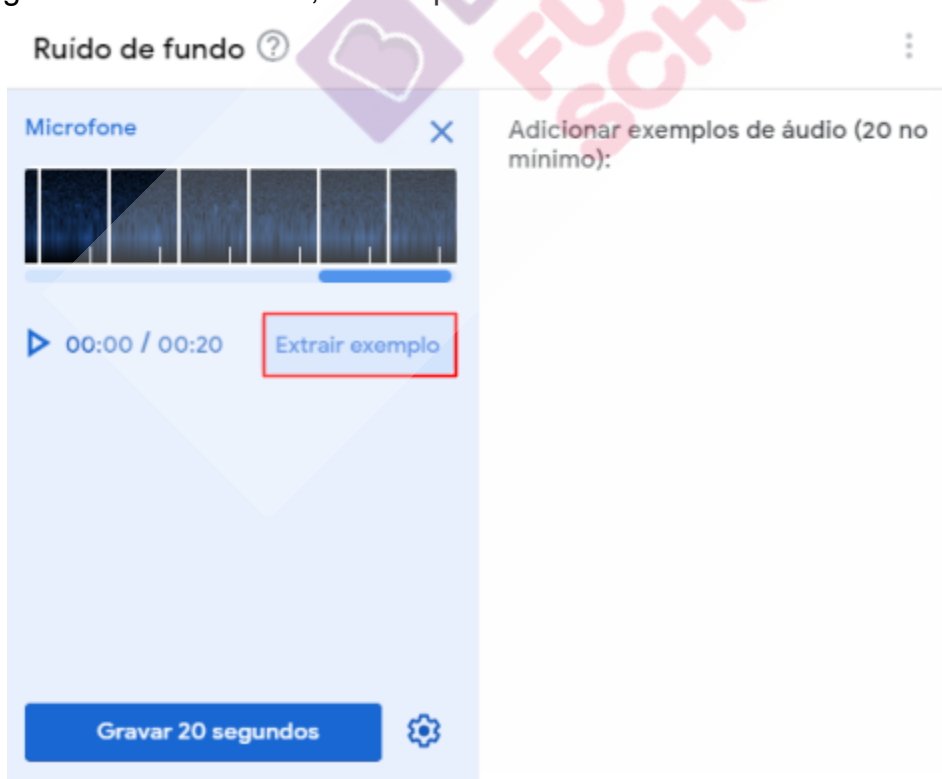 Ruído de fundo ?
Microfone
Adicionar exemplos de áudio (20 no
mínimo):
00:00 / 00:20
Extrair exemplo
Gravar 20 segundos
SCHO